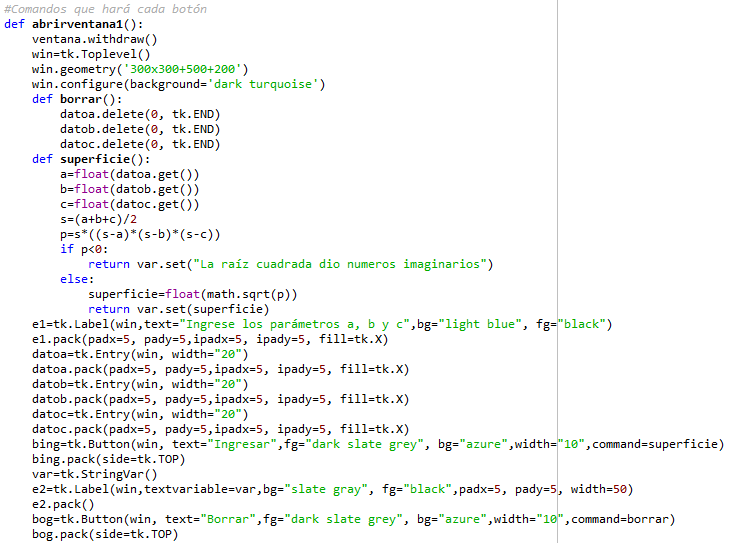 #Comandos que hará cada botón
def abrirventana1():
    ventana.withdraw()
    win=tk.Toplevel()
    win.geometry('300x300+500+200')
    win.configure(background='dark turquoise')
    def borrar():
        datoa.delete(0, tk.END)
        datob.delete(0, tk.END)
        datoc.delete(0, tk.END)
    def superficie():
        a=float(datoa.get())
        b=float(datob.get())
        c=float(datoc.get())
        s=(a+b+c)/2
        p=s*((s-a)*(s-b)*(s-c))
        if p<0:
            return var.set("La raíz cuadrada dio numeros imaginarios")
        else:
            superficie=float(math.sqrt(p))
            return var.set(superficie)
    e1=tk.Label(win,text="Ingrese los parámetros a, b y c",bg="light blue", fg="black")
    e1.pack(padx=5, pady=5,ipadx=5, ipady=5, fill=tk.X)
    datoa=tk.Entry(win, width="20")
    datoa.pack(padx=5, pady=5,ipadx=5, ipady=5, fill=tk.X)
    datob=tk.Entry(win, width="20")
    datob.pack(padx=5, pady=5,ipadx=5, ipady=5, fill=tk.X)
    datoc=tk.Entry(win, width="20")
    datoc.pack(padx=5, pady=5,ipadx=5, ipady=5, fill=tk.X)
    bing=tk.Button(win, text="Ingresar",fg="dark slate grey", bg="azure",width="10",command=superficie)
    bing.pack(side=tk.TOP)
    var=tk.StringVar()
    e2=tk.Label(win,textvariable=var,bg="slate gray", fg="black",padx=5, pady=5, width=50)
    e2.pack()
    bog=tk.Button(win, text="Borrar",fg="dark slate grey", bg="azure",width="10",command=borrar)
    bog.pack(side=tk.TOP)